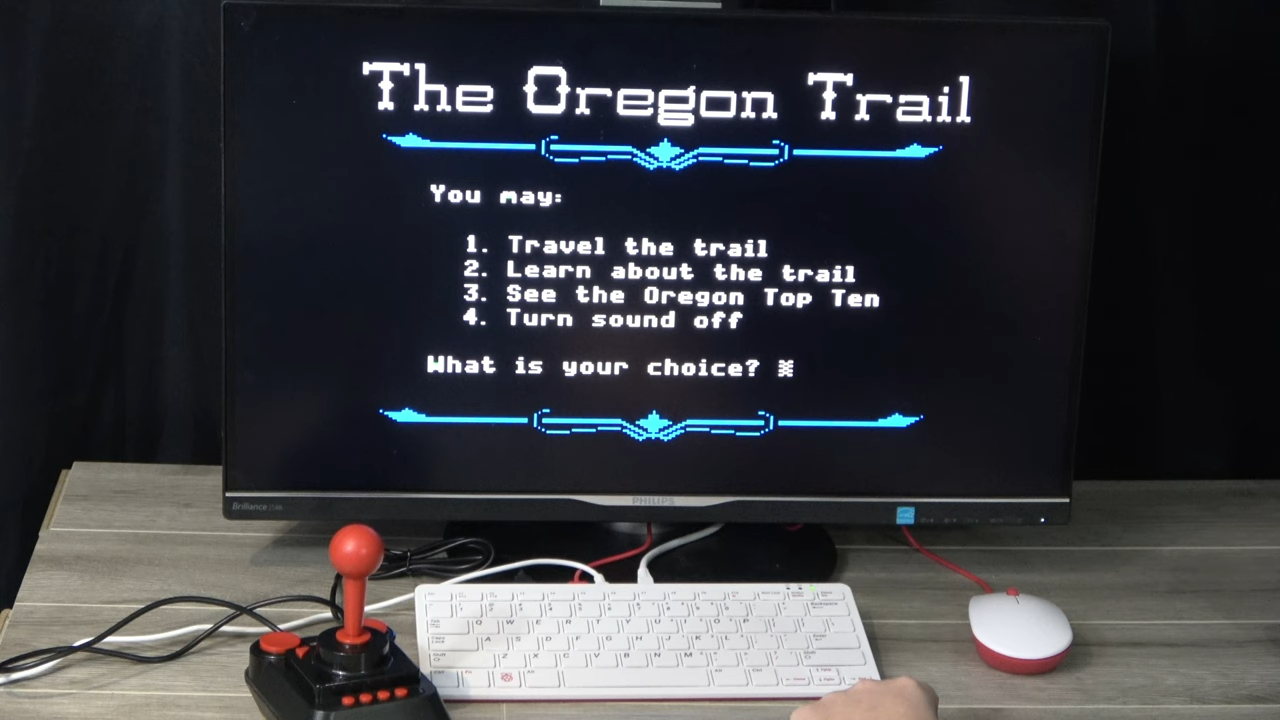 The Oregon Trail
You may:
1. Travel the trail
2. Learn about the trail
3. See the Oregon Top Ten
4. Turn sound off
What is your choice?
PHILIPS
Brilliance
Q W E R T Y U I O P
A S D F G H J K L
Z X C V B N M